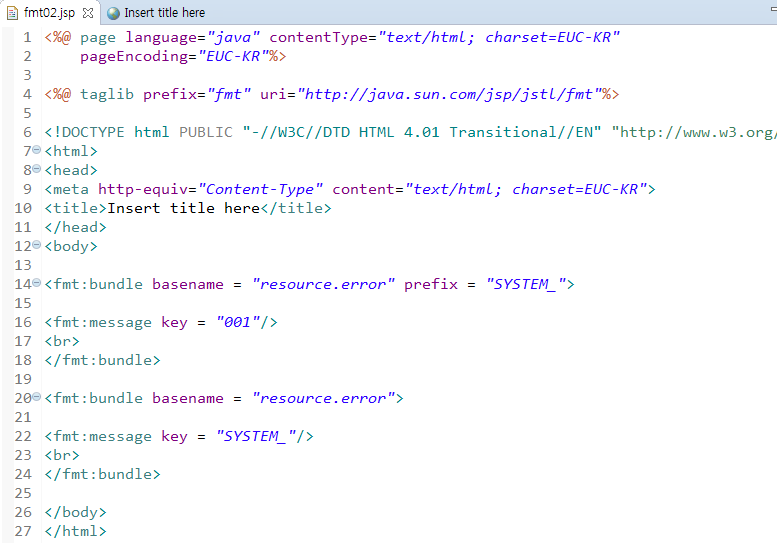 fmt02.jsp Insert title here
1 <%@ page language="java" contentType="text/html; charset=EUC-KR"
2 pageEncoding="EUC-KR"%>
3
4 <%@ taglib prefix="fmt" uri="http://java.sun.com/jsp/jstl/fmt"%>
5
6 <!DOCTYPE html PUBLIC "-//W3C//DTD HTML 4.01 Transitional//EN" "http://www.w3.org/
7 <html>
8 <head>
9 <meta http-equiv="Content-Type" content="text/html; charset=EUC-KR">
10 <title>Insert title here</title>
11 </head>
12 <body>
13
14 <fmt:bundle basename = "resource.error" prefix = "SYSTEM_">
15
16 <fmt:message key = "001"/>
17 <br>
18 </fmt:bundle>
19
20 <fmt:bundle basename = "resource.error">
21
22 <fmt:message key = "SYSTEM_"/>
23 <br>
24 </fmt:bundle>
25
26 </body>
27 </html>